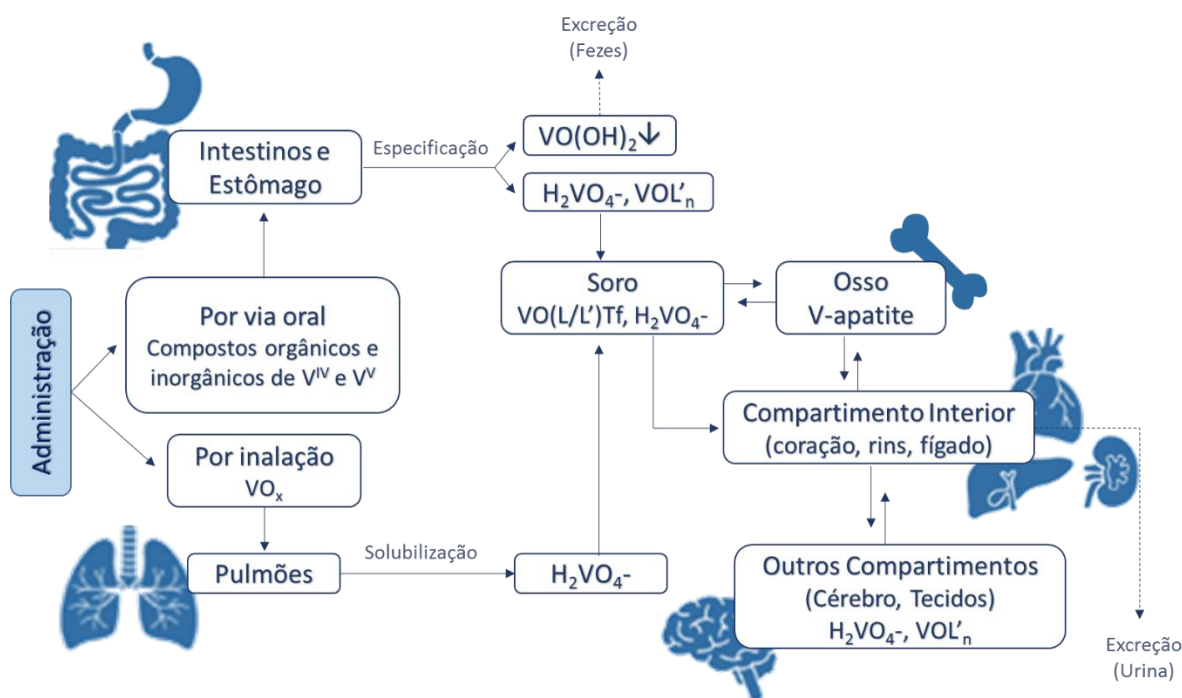 Excreção
(Fezes)
VO(OH)₂↓
Intestinos e
Estômago
Especificação
H₂VO₄-, VOL’ₙ
Soro
VO(L/L’)Tf, H₂VO₄-
Osso
V-apatite
Administração
Por via oral
Compostos orgânicos e
inorgânicos de Vᴵⱽ e Vⱽ
Compartimento Interior
(coração, rins, fígado)
Por inalação
VOₓ
Pulmões
Solubilização
H₂VO₄-
Outros Compartimentos
(Cérebro, Tecidos)
H₂VO₄-, VOL’ₙ
Excreção
(Urina)